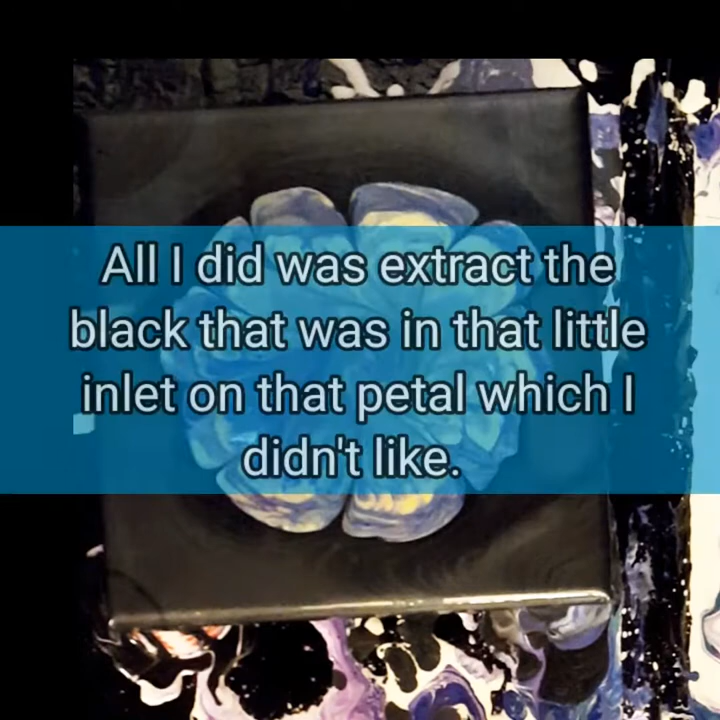 All I did was extract the
black that was in that little
inlet on that petal which I
didn't like.